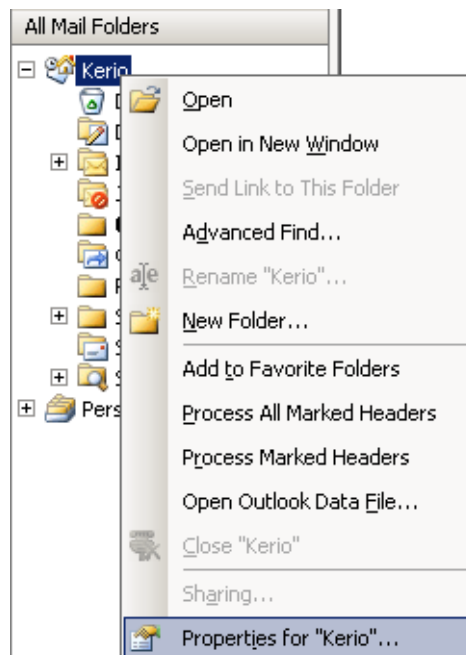 All Mail Folders
Kerio
Open
Open in New Window
Send Link to This Folder
Advanced Find...
Rename "Kerio"...
New Folder...
Add to Favorite Folders
Process All Marked Headers
Process Marked Headers
Open Outlook Data File...
Close "Kerio"
Pers
Sharing...
Properties for "Kerio"...